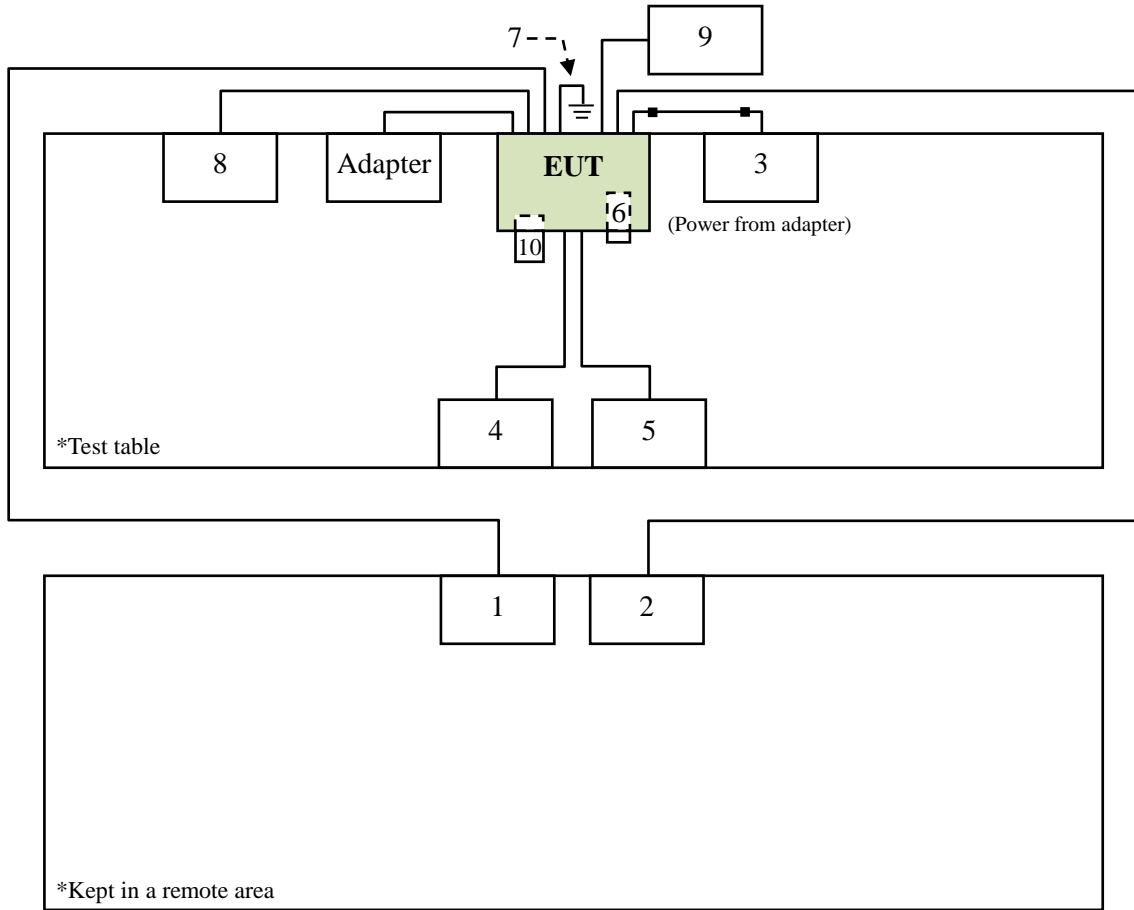 7
9
8
Adapter
EUT
3
6
(Power from adapter)
10
4
5
*Test table
1
2
*Kept in a remote area